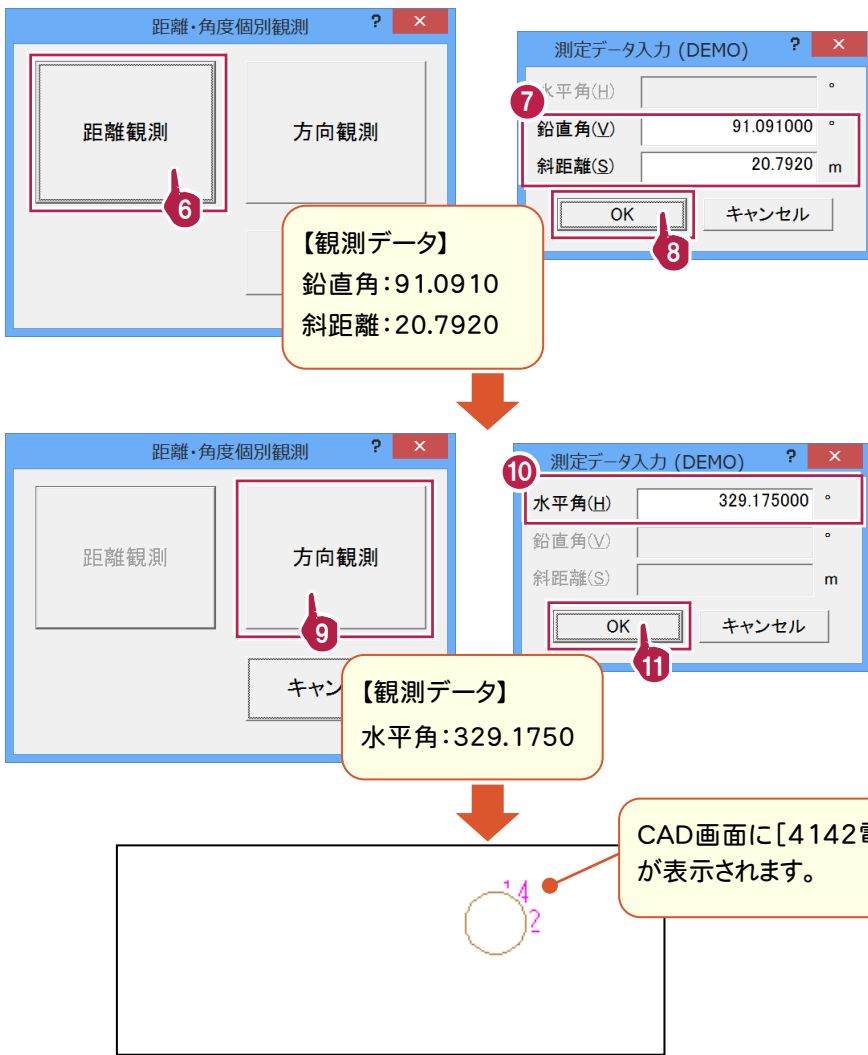 距離・角度個別観測 ? ×
距離観測
方向観測
6
測定データ入力 (DEMO) ? ×
水平角(H) °
7
鉛直角(V) 91.091000 °
斜距離(S) 20.7920 m
OK キャンセル
8
【観測データ】
鉛直角:91.0910
斜距離:20.7920
距離・角度個別観測 ? ×
距離観測
方向観測
9
キャン
測定データ入力 (DEMO) ? ×
10
水平角(H) 329.175000 °
鉛直角(V) °
斜距離(S) m
OK キャンセル
11
【観測データ】
水平角:329.1750
CAD画面に[4142電
が表示されます。
14
2